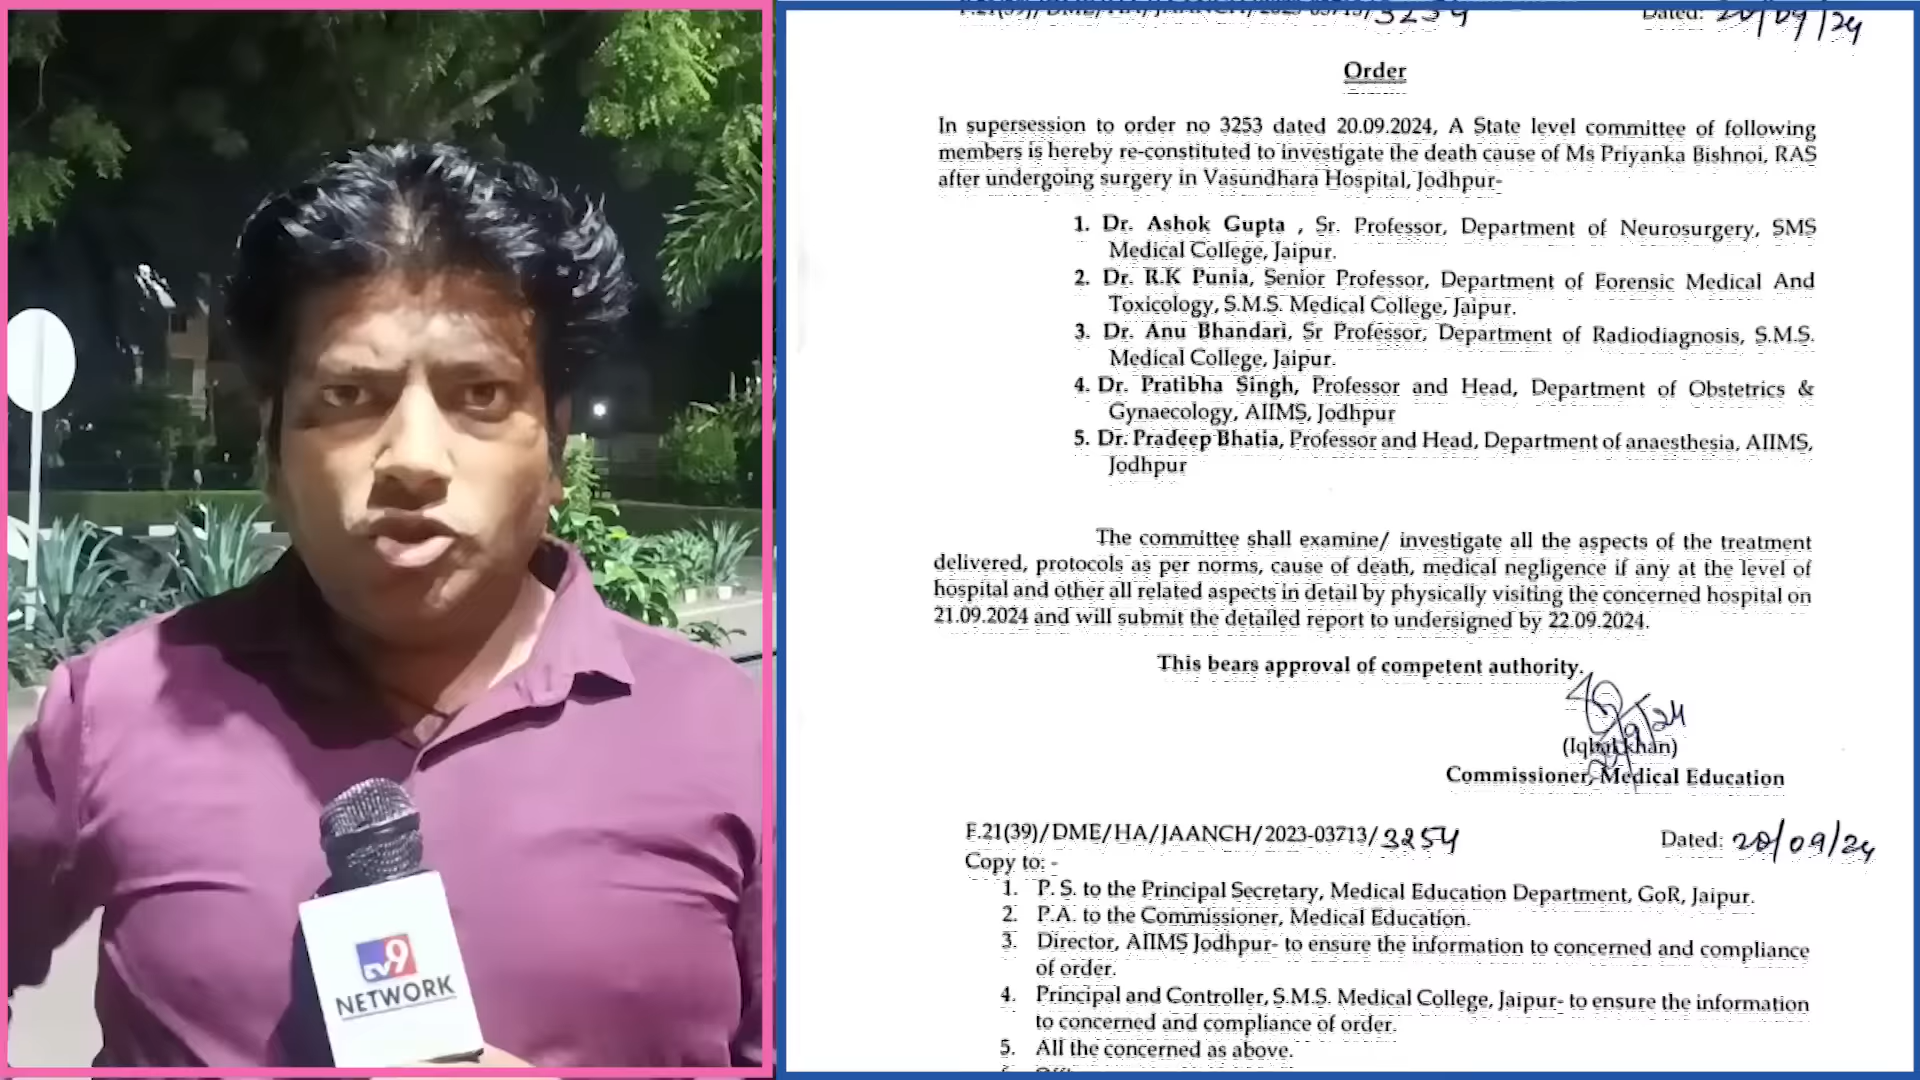 F.21(39)/DME/HA/JAANCH/2023-03713/3254 Dated: 20/09/24
Order
In supersession to order no 3253 dated 20.09.2024, A State level committee of following
members is hereby re-constituted to investigate the death cause of Ms Priyanka Bishnoi, RAS
after undergoing surgery in Vasundhara Hospital, Jodhpur-
1. Dr. Ashok Gupta , Sr. Professor, Department of Neurosurgery, SMS
Medical College, Jaipur.
2. Dr. R.K Punia, Senior Professor, Department of Forensic Medical And
Toxicology, S.M.S. Medical College, Jaipur.
3. Dr. Anu Bhandari, Sr Professor, Department of Radiodiagnosis, S.M.S.
Medical College, Jaipur.
4. Dr. Pratibha Singh, Professor and Head, Department of Obstetrics &
Gynaecology, AIIMS, Jodhpur
5. Dr. Pradeep Bhatia, Professor and Head, Department of anaesthesia, AIIMS,
Jodhpur
The committee shall examine/ investigate all the aspects of the treatment
delivered, protocols as per norms, cause of death, medical negligence if any at the level of
hospital and other all related aspects in detail by physically visiting the concerned hospital on
21.09.2024 and will submit the detailed report to undersigned by 22.09.2024.
This bears approval of competent authority.
(Iqbal khan)
Commissioner, Medical Education
F.21(39)/DME/HA/JAANCH/2023-03713/3254 Dated: 20/09/24
Copy to: -
1. P. S. to the Principal Secretary, Medical Education Department, GoR, Jaipur.
2. P.A. to the Commissioner, Medical Education.
3. Director, AIIMS Jodhpur- to ensure the information to concerned and compliance
of order.
4. Principal and Controller, S.M.S. Medical College, Jaipur- to ensure the information
to concerned and compliance of order.
5. All the concerned as above.
tv9
NETWORK